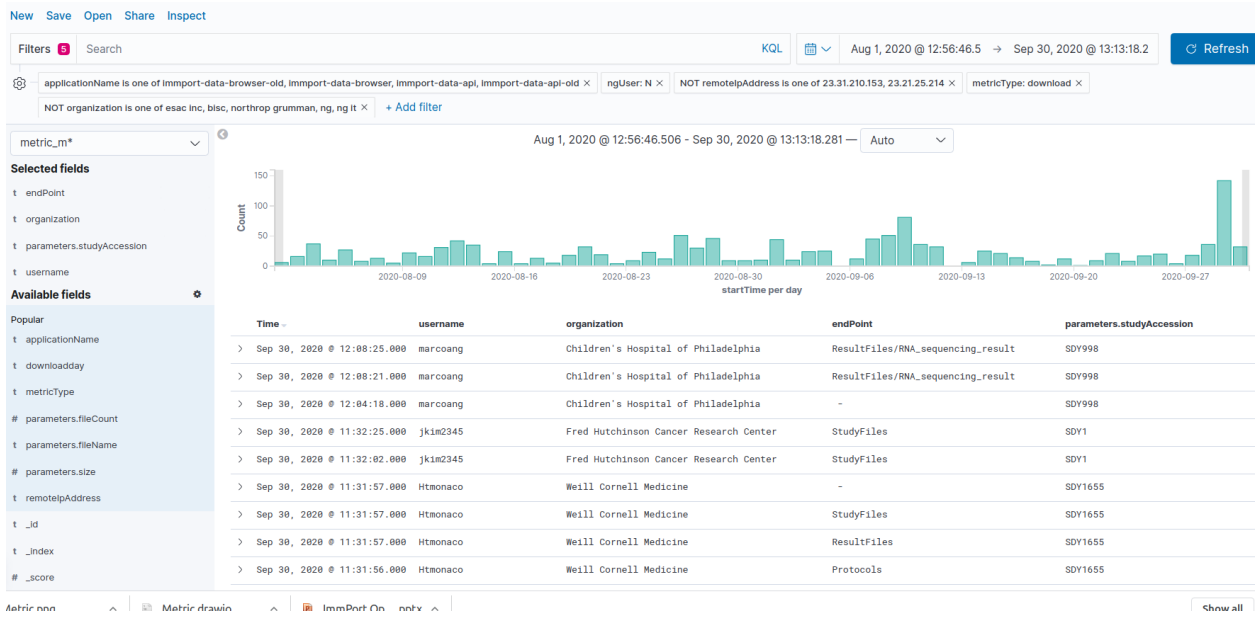 New Save Open Share Inspect
Filters 5 Search KQL Aug 1, 2020 @ 12:56:46.5 → Sep 30, 2020 @ 13:13:18.2 Refresh
applicationName is one of immport-data-browser-old, immport-data-browser, immport-data-api, immport-data-api-old × ngUser: N × NOT remoteIpAddress is one of 23.31.210.153, 23.21.25.214 × metricType: download ×
NOT organization is one of esac inc, bisc, northrop grumman, ng, ng it × + Add filter
metric_m*
Aug 1, 2020 @ 12:56:46.506 - Sep 30, 2020 @ 13:13:18.281 — Auto
Selected fields
t endPoint
t organization
t parameters.studyAccession
t username
Available fields
Popular
t applicationName
t downloadday
t metricType
# parameters.fileCount
t parameters.fileName
# parameters.size
t remoteIpAddress
t _id
t _index
# _score
Count
150
100
50
0
2020-08-09 2020-08-16 2020-08-23 2020-08-30 2020-09-06 2020-09-13 2020-09-20 2020-09-27
startTime per day
Time username organization endPoint parameters.studyAccession
> Sep 30, 2020 @ 12:08:25.000 marcoang Children's Hospital of Philadelphia ResultFiles/RNA_sequencing_result SDY998
> Sep 30, 2020 @ 12:08:21.000 marcoang Children's Hospital of Philadelphia ResultFiles/RNA_sequencing_result SDY998
> Sep 30, 2020 @ 12:04:18.000 marcoang Children's Hospital of Philadelphia - SDY998
> Sep 30, 2020 @ 11:32:25.000 jkim2345 Fred Hutchinson Cancer Research Center StudyFiles SDY1
> Sep 30, 2020 @ 11:32:02.000 jkim2345 Fred Hutchinson Cancer Research Center StudyFiles SDY1
> Sep 30, 2020 @ 11:31:57.000 Htmonaco Weill Cornell Medicine - SDY1655
> Sep 30, 2020 @ 11:31:57.000 Htmonaco Weill Cornell Medicine StudyFiles SDY1655
> Sep 30, 2020 @ 11:31:57.000 Htmonaco Weill Cornell Medicine ResultFiles SDY1655
> Sep 30, 2020 @ 11:31:56.000 Htmonaco Weill Cornell Medicine Protocols SDY1655
Metric.png Metric.drawio ImmPort Op....pptx Show all